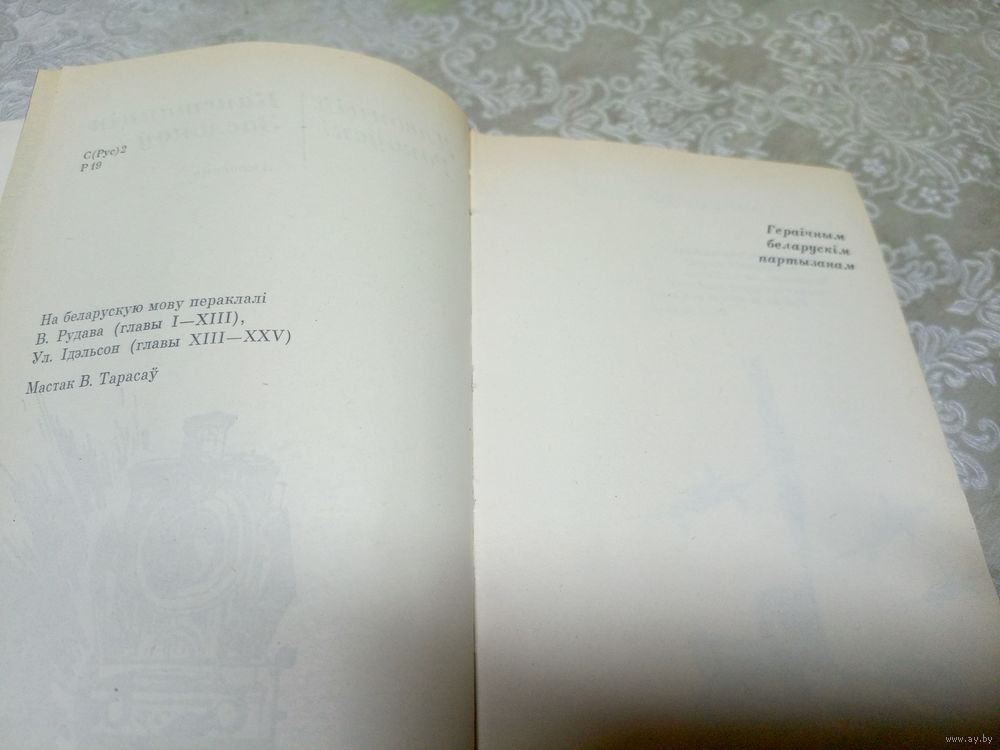 С(Рус)2
Р 19
На беларускую мову пераклалі
В. Рудава (главы I—XIII),
Ул. Ідэльсон (главы XIII—XXV)
Мастак В. Тарасаў
Гераічным
беларускім
партызанам
www.ay.by